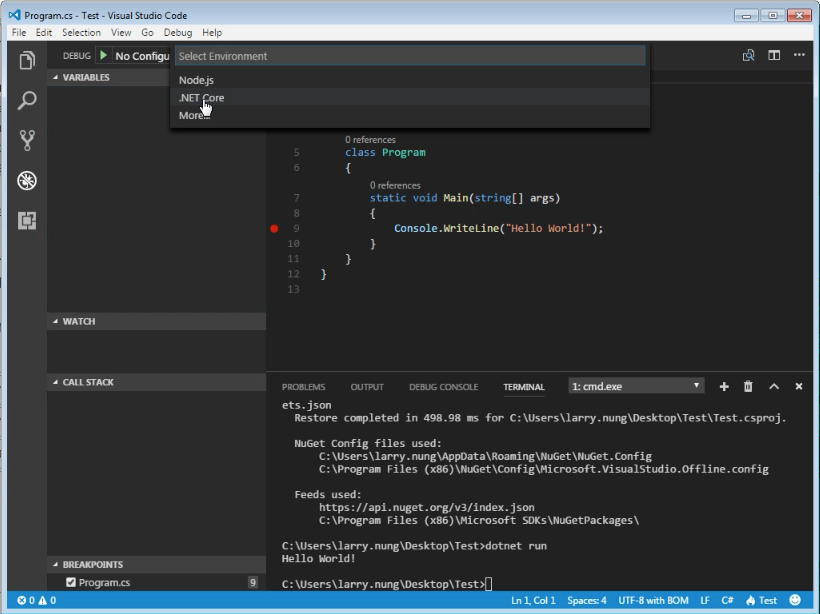 Program.cs - Test - Visual Studio Code
File Edit Selection View Go Debug Help
DEBUG No Configu
Select Environment
Node.js
.NET Core
More...
VARIABLES
0 references
5 class Program
6 {
0 references
7 static void Main(string[] args)
8 {
9 Console.WriteLine("Hello World!");
10 }
11 }
12 }
13
WATCH
CALL STACK
BREAKPOINTS
Program.cs 9
PROBLEMS OUTPUT DEBUG CONSOLE TERMINAL 1: cmd.exe
ets.json
Restore completed in 498.98 ms for C:\Users\larry.nung\Desktop\Test\Test.csproj.
NuGet Config files used:
C:\Users\larry.nung\AppData\Roaming\NuGet\NuGet.Config
C:\Program Files (x86)\NuGet\Config\Microsoft.VisualStudio.Offline.config
Feeds used:
https://api.nuget.org/v3/index.json
C:\Program Files (x86)\Microsoft SDKs\NuGetPackages\
C:\Users\larry.nung\Desktop\Test>dotnet run
Hello World!
C:\Users\larry.nung\Desktop\Test>
0 0 Ln 1, Col 1 Spaces: 4 UTF-8 with BOM LF C# Test